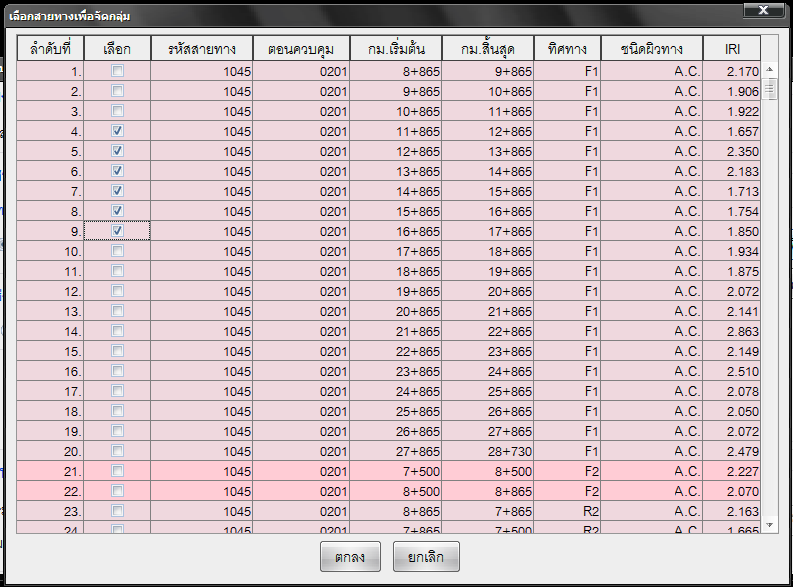 เลือกสายทางเพื่อจัดกลุ่ม
ลำดับที่ เลือก รหัสสายทาง ตอนควบคุม กม.เริ่มต้น กม.สิ้นสุด ทิศทาง ชนิดผิวทาง IRI
1. 1045 0201 8+865 9+865 F1 A.C. 2.170
2. 1045 0201 9+865 10+865 F1 A.C. 1.906
3. 1045 0201 10+865 11+865 F1 A.C. 1.922
4. 1045 0201 11+865 12+865 F1 A.C. 1.657
5. 1045 0201 12+865 13+865 F1 A.C. 2.350
6. 1045 0201 13+865 14+865 F1 A.C. 2.183
7. 1045 0201 14+865 15+865 F1 A.C. 1.713
8. 1045 0201 15+865 16+865 F1 A.C. 1.754
9. 1045 0201 16+865 17+865 F1 A.C. 1.850
10. 1045 0201 17+865 18+865 F1 A.C. 1.934
11. 1045 0201 18+865 19+865 F1 A.C. 1.875
12. 1045 0201 19+865 20+865 F1 A.C. 2.072
13. 1045 0201 20+865 21+865 F1 A.C. 2.141
14. 1045 0201 21+865 22+865 F1 A.C. 2.863
15. 1045 0201 22+865 23+865 F1 A.C. 2.149
16. 1045 0201 23+865 24+865 F1 A.C. 2.510
17. 1045 0201 24+865 25+865 F1 A.C. 2.078
18. 1045 0201 25+865 26+865 F1 A.C. 2.050
19. 1045 0201 26+865 27+865 F1 A.C. 2.072
20. 1045 0201 27+865 28+730 F1 A.C. 2.479
21. 1045 0201 7+500 8+500 F2 A.C. 2.227
22. 1045 0201 8+500 8+865 F2 A.C. 2.070
23. 1045 0201 8+865 7+865 R2 A.C. 2.163
24. 1045 0201 7+865 7+500 R2 A.C. 1.665
ตกลง ยกเลิก